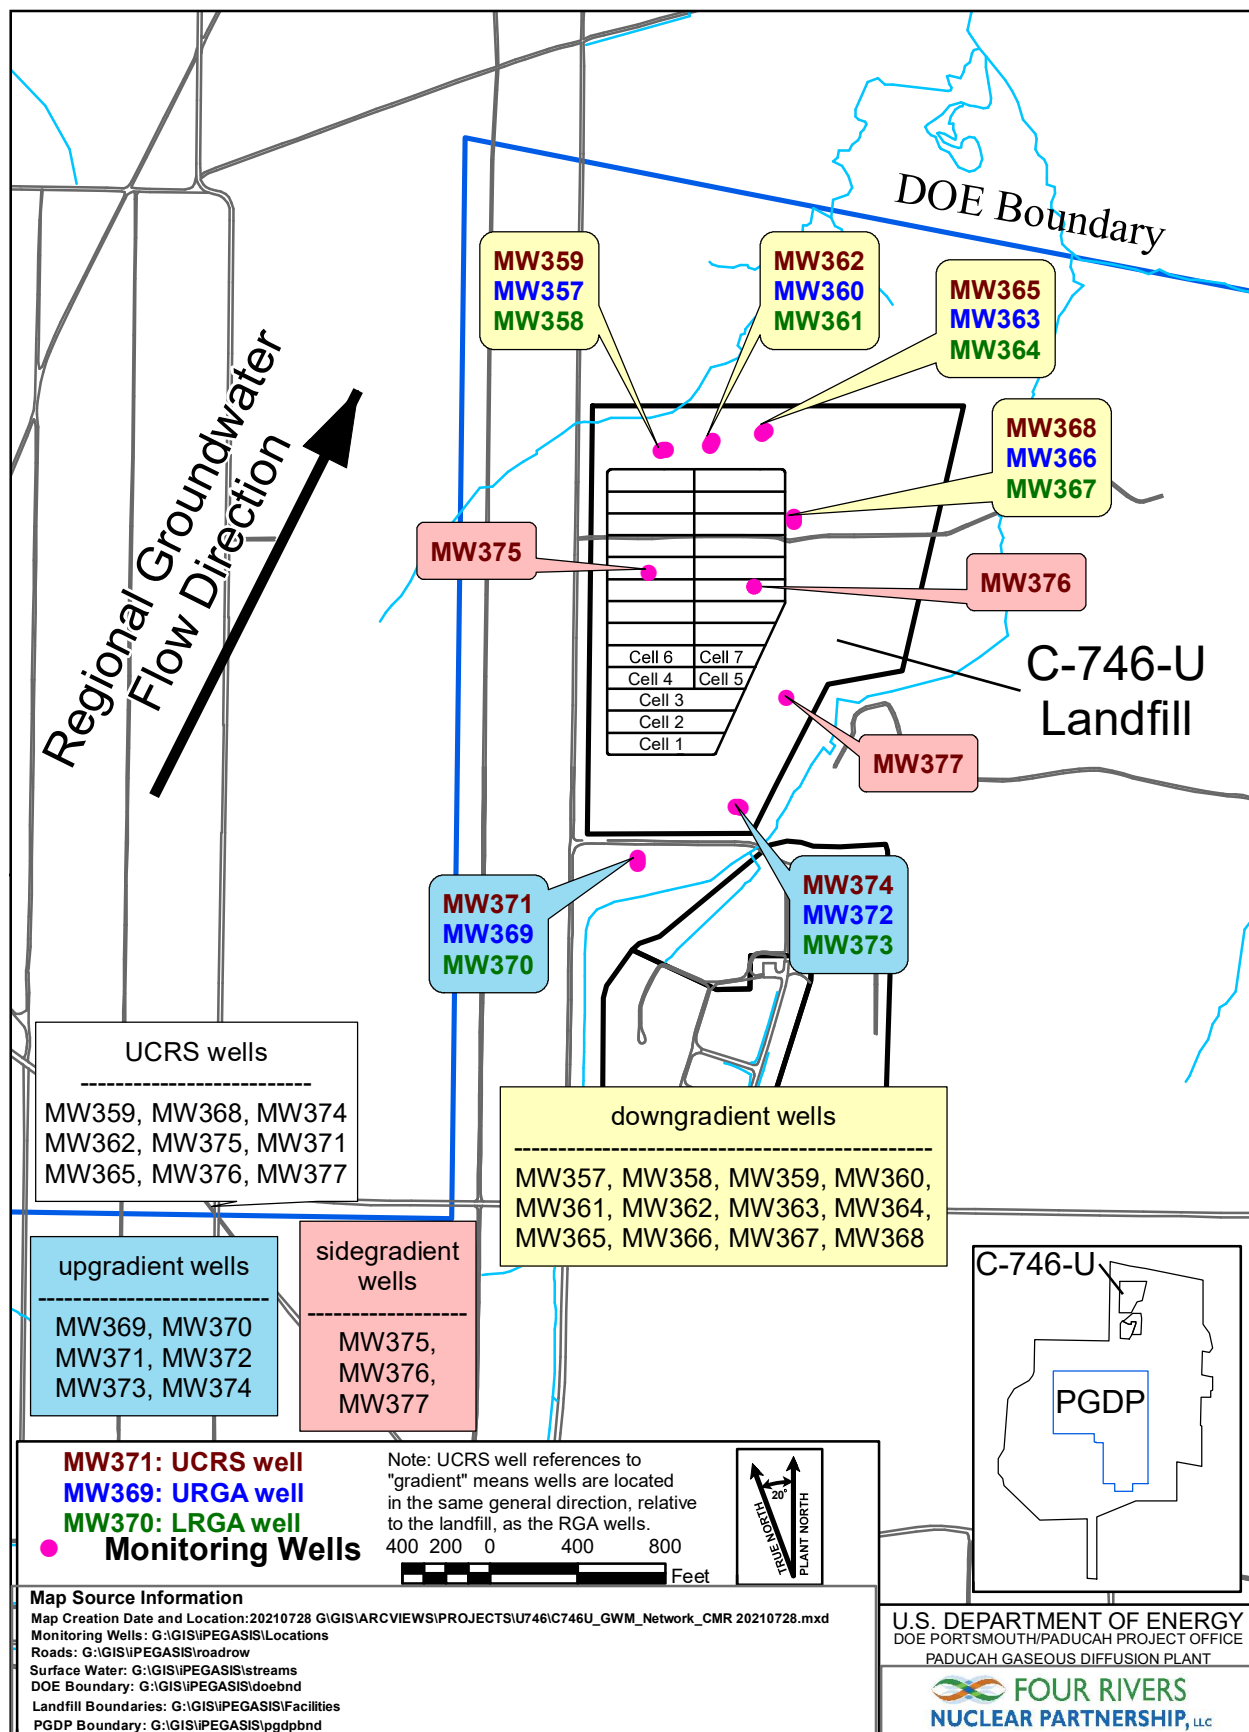 DOE Boundary
MW359
MW357
MW358
MW362
MW360
MW361
MW365
MW363
MW364
MW368
MW366
MW367
Regional Groundwater
Flow Direction
MW375
MW376
Cell 6
Cell 7
Cell 4
Cell 5
Cell 3
Cell 2
Cell 1
C-746-U
Landfill
MW377
MW371
MW369
MW370
MW374
MW372
MW373
UCRS wells
--------------------------
MW359, MW368, MW374
MW362, MW375, MW371
MW365, MW376, MW377
downgradient wells
-----------------------------------------------
MW357, MW358, MW359, MW360,
MW361, MW362, MW363, MW364,
MW365, MW366, MW367, MW368
upgradient wells
--------------------------
MW369, MW370
MW371, MW372
MW373, MW374
sidegradient
wells
------------------
MW375,
MW376,
MW377
C-746-U
PGDP
MW371: UCRS well
MW369: URGA well
MW370: LRGA well
Monitoring Wells
Note: UCRS well references to
"gradient" means wells are located
in the same general direction, relative
to the landfill, as the RGA wells.
400 200 0 400 800
Feet
20°
TRUE NORTH
PLANT NORTH
Map Source Information
Map Creation Date and Location:20210728 G\GIS\ARCVIEWS\PROJECTS\U746\C746U_GWM_Network_CMR 20210728.mxd
Monitoring Wells: G:\GIS\iPEGASIS\Locations
Roads: G:\GIS\iPEGASIS\roadrow
Surface Water: G:\GIS\iPEGASIS\streams
DOE Boundary: G:\GIS\iPEGASIS\doebnd
Landfill Boundaries: G:\GIS\iPEGASIS\Facilities
PGDP Boundary: G:\GIS\iPEGASIS\pgdpbnd
U.S. DEPARTMENT OF ENERGY
DOE PORTSMOUTH/PADUCAH PROJECT OFFICE
PADUCAH GASEOUS DIFFUSION PLANT
FOUR RIVERS
NUCLEAR PARTNERSHIP, LLC